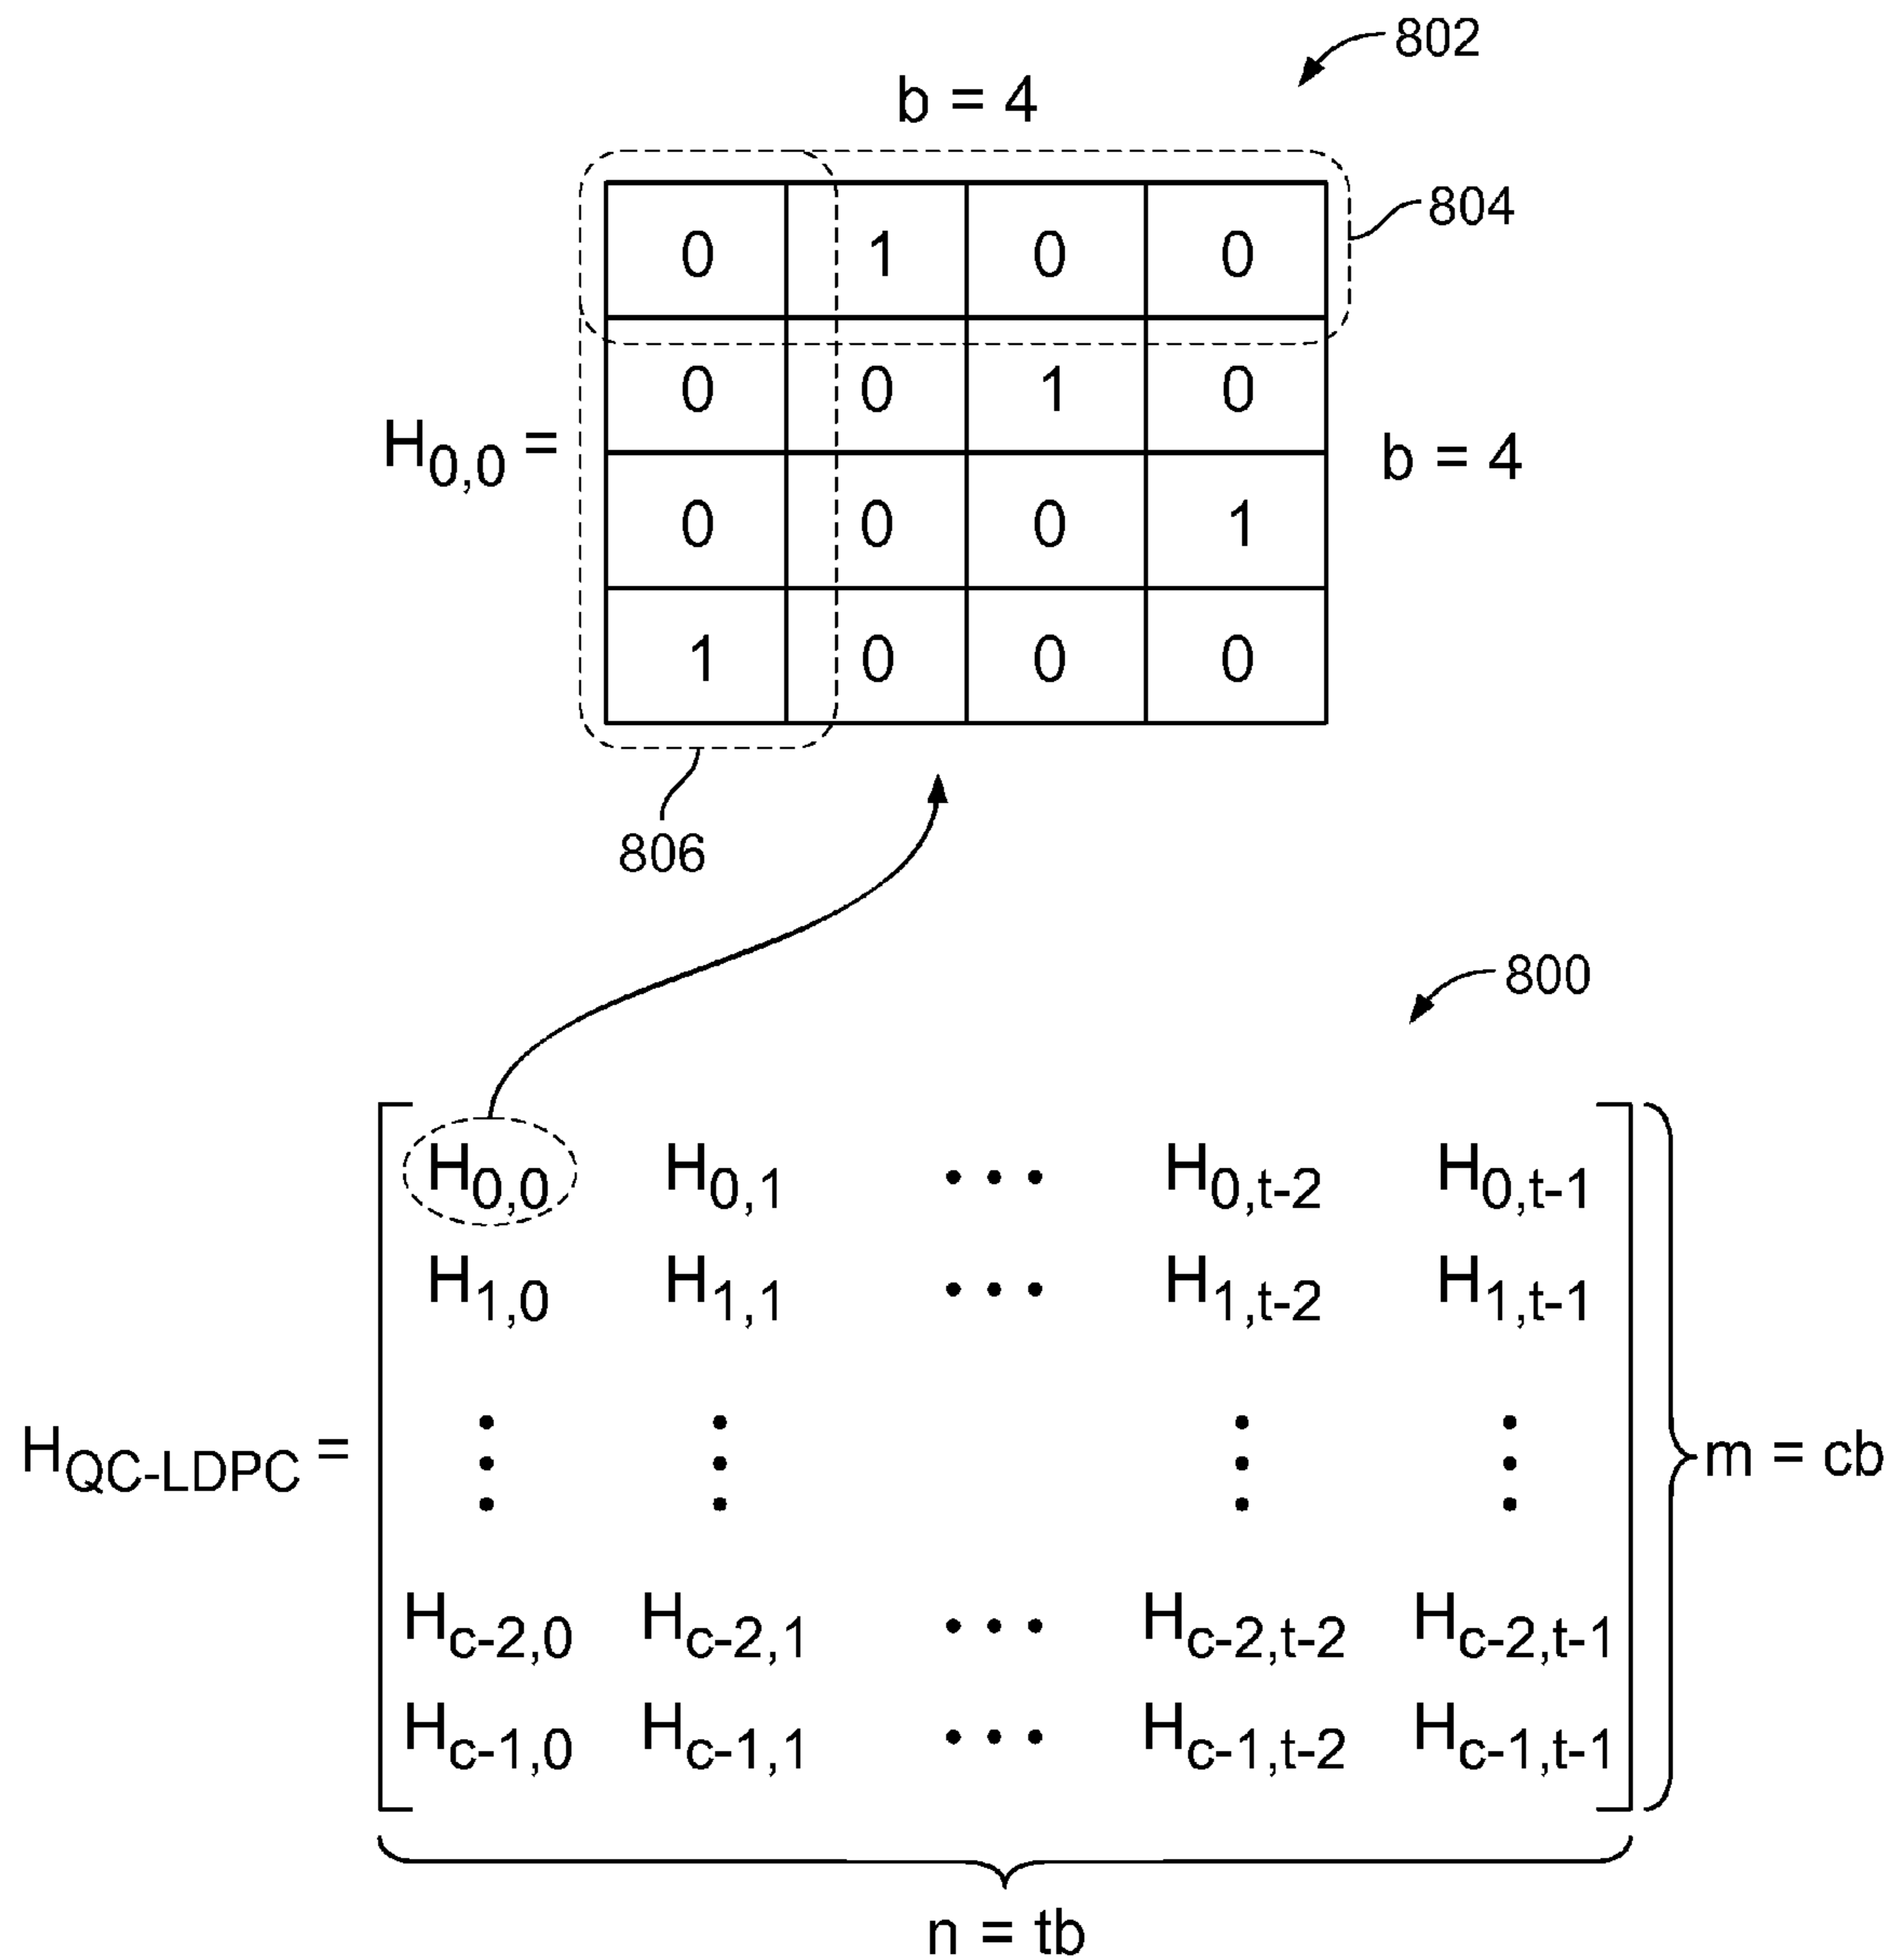 802
b = 4
804
0 1 0 0
0 0 1 0
H0,0 =
b = 4
0 0 0 1
1 0 0 0
806
800
H0,0 H0,1 ••• H0,t-2 H0,t-1
H1,0 H1,1 ••• H1,t-2 H1,t-1
HQC-LDPC =
m = cb
Hc-2,0 Hc-2,1 ••• Hc-2,t-2 Hc-2,t-1
Hc-1,0 Hc-1,1 ••• Hc-1,t-2 Hc-1,t-1
n = tb